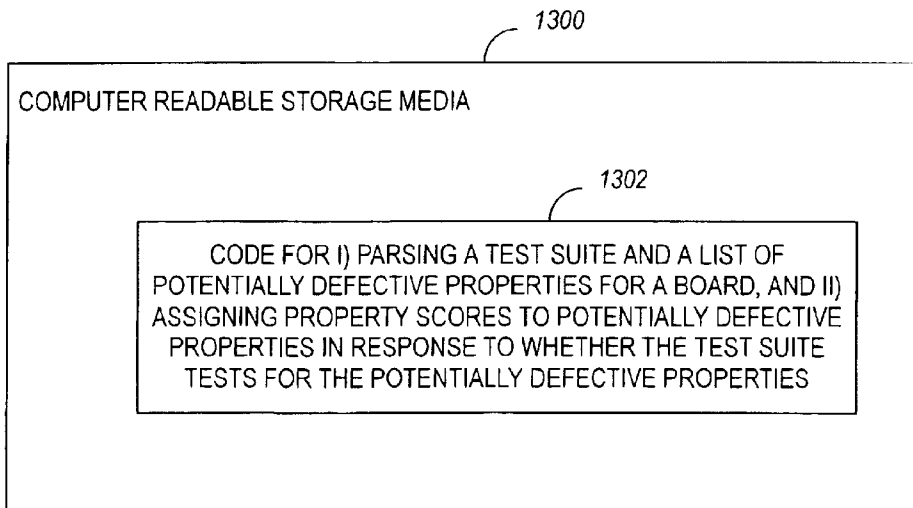 1300
COMPUTER READABLE STORAGE MEDIA
1302
CODE FOR I) PARSING A TEST SUITE AND A LIST OF
POTENTIALLY DEFECTIVE PROPERTIES FOR A BOARD, AND II)
ASSIGNING PROPERTY SCORES TO POTENTIALLY DEFECTIVE
PROPERTIES IN RESPONSE TO WHETHER THE TEST SUITE
TESTS FOR THE POTENTIALLY DEFECTIVE PROPERTIES